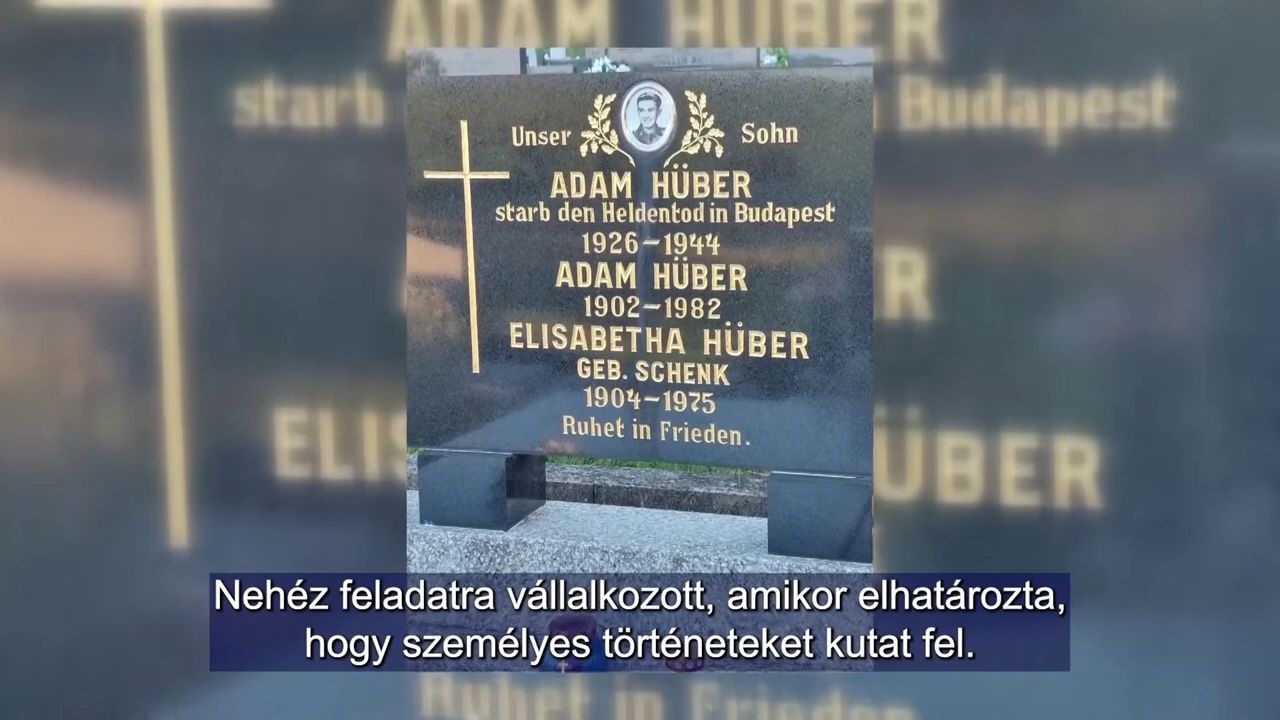 Unser Sohn
ADAM HÜBER
starb den Heldentod in Budapest
1926–1944
ADAM HÜBER
1902–1982
ELISABETHA HÜBER
GEB. SCHENK
1904–1975
Ruhet in Frieden.
Nehéz feladatra vállalkozott, amikor elhatározta,
hogy személyes történeteket kutat fel.